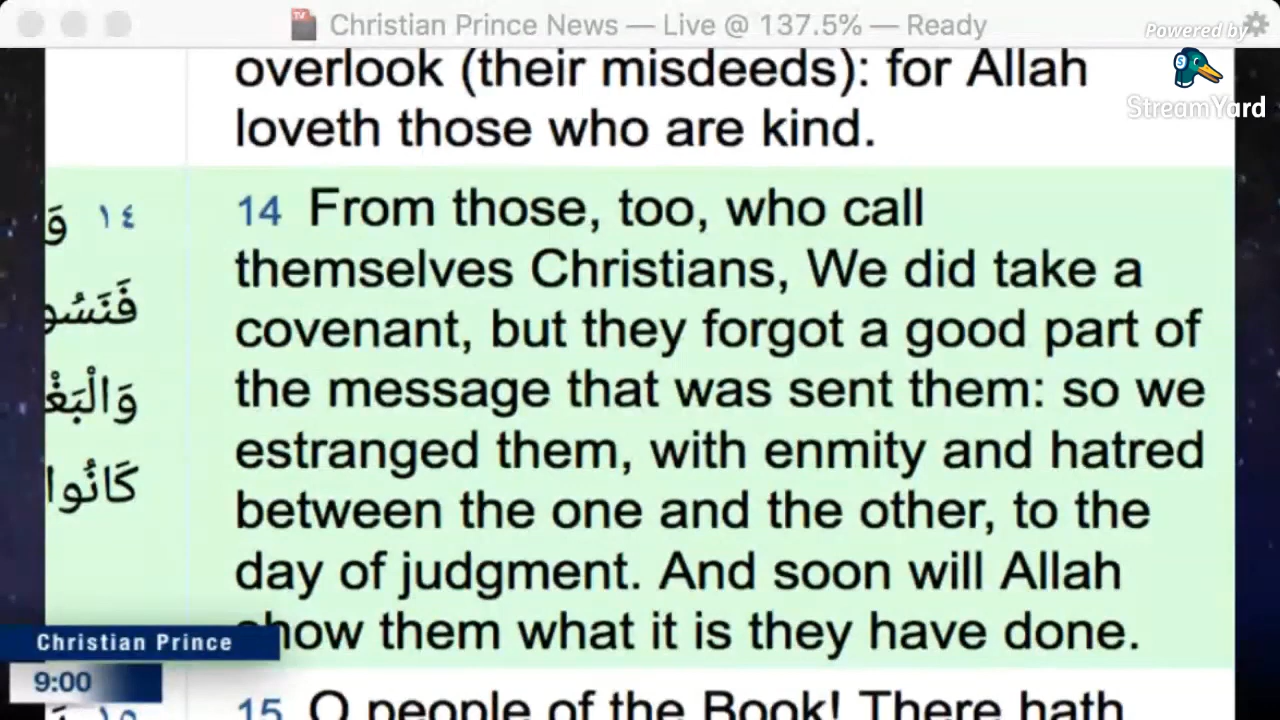 Christian Prince News — Live @ 137.5% — Ready
Powered by
StreamYard
overlook (their misdeeds): for Allah
loveth those who are kind.
14 From those, too, who call
themselves Christians, We did take a
covenant, but they forgot a good part of
the message that was sent them: so we
estranged them, with enmity and hatred
between the one and the other, to the
day of judgment. And soon will Allah
show them what it is they have done.
15 O people of the Book! There hath
١٤ وَ
فَنَسُو
وَالْبَغْ
كَانُوا
١٥
Christian Prince
9:00